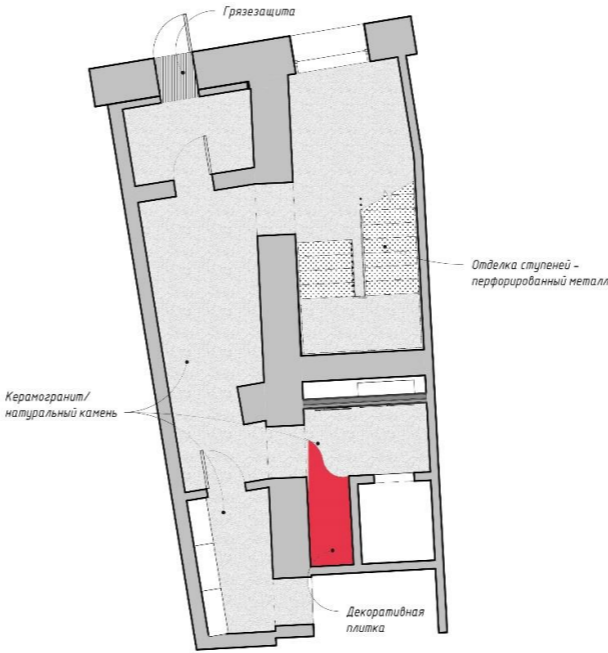 Грязезащита
Отделка ступеней -
перфорированный металл
Керамогранит/
натуральный камень
Декоративная
плитка